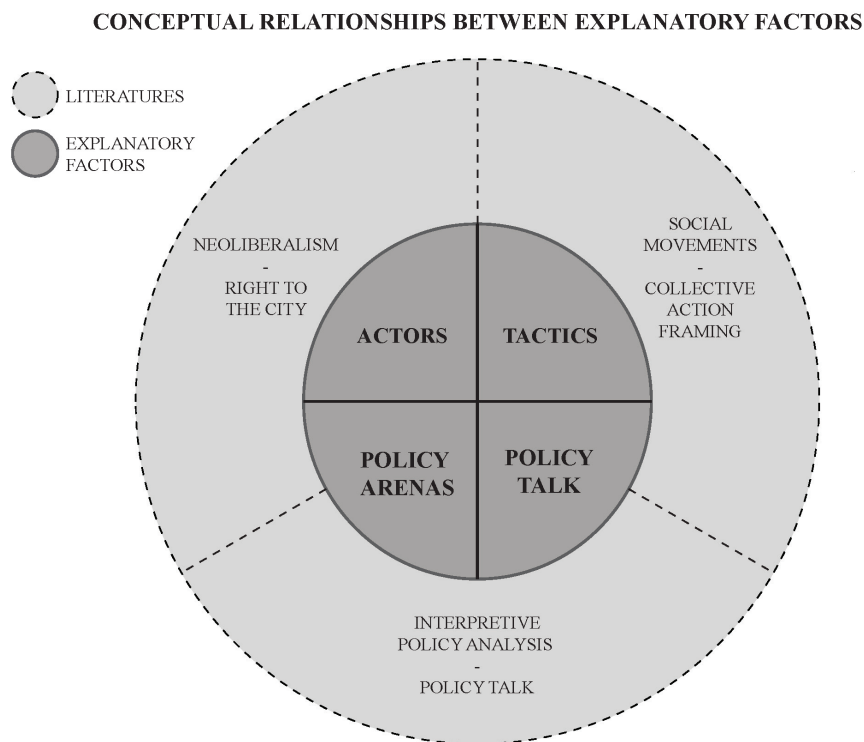 CONCEPTUAL RELATIONSHIPS BETWEEN EXPLANATORY FACTORS
LITERATURES
EXPLANATORY
FACTORS
NEOLIBERALISM
-
RIGHT TO
THE CITY
SOCIAL
MOVEMENTS
-
COLLECTIVE
ACTION
FRAMING
ACTORS
TACTICS
POLICY
ARENAS
POLICY
TALK
INTERPRETIVE
POLICY ANALYSIS
-
POLICY TALK